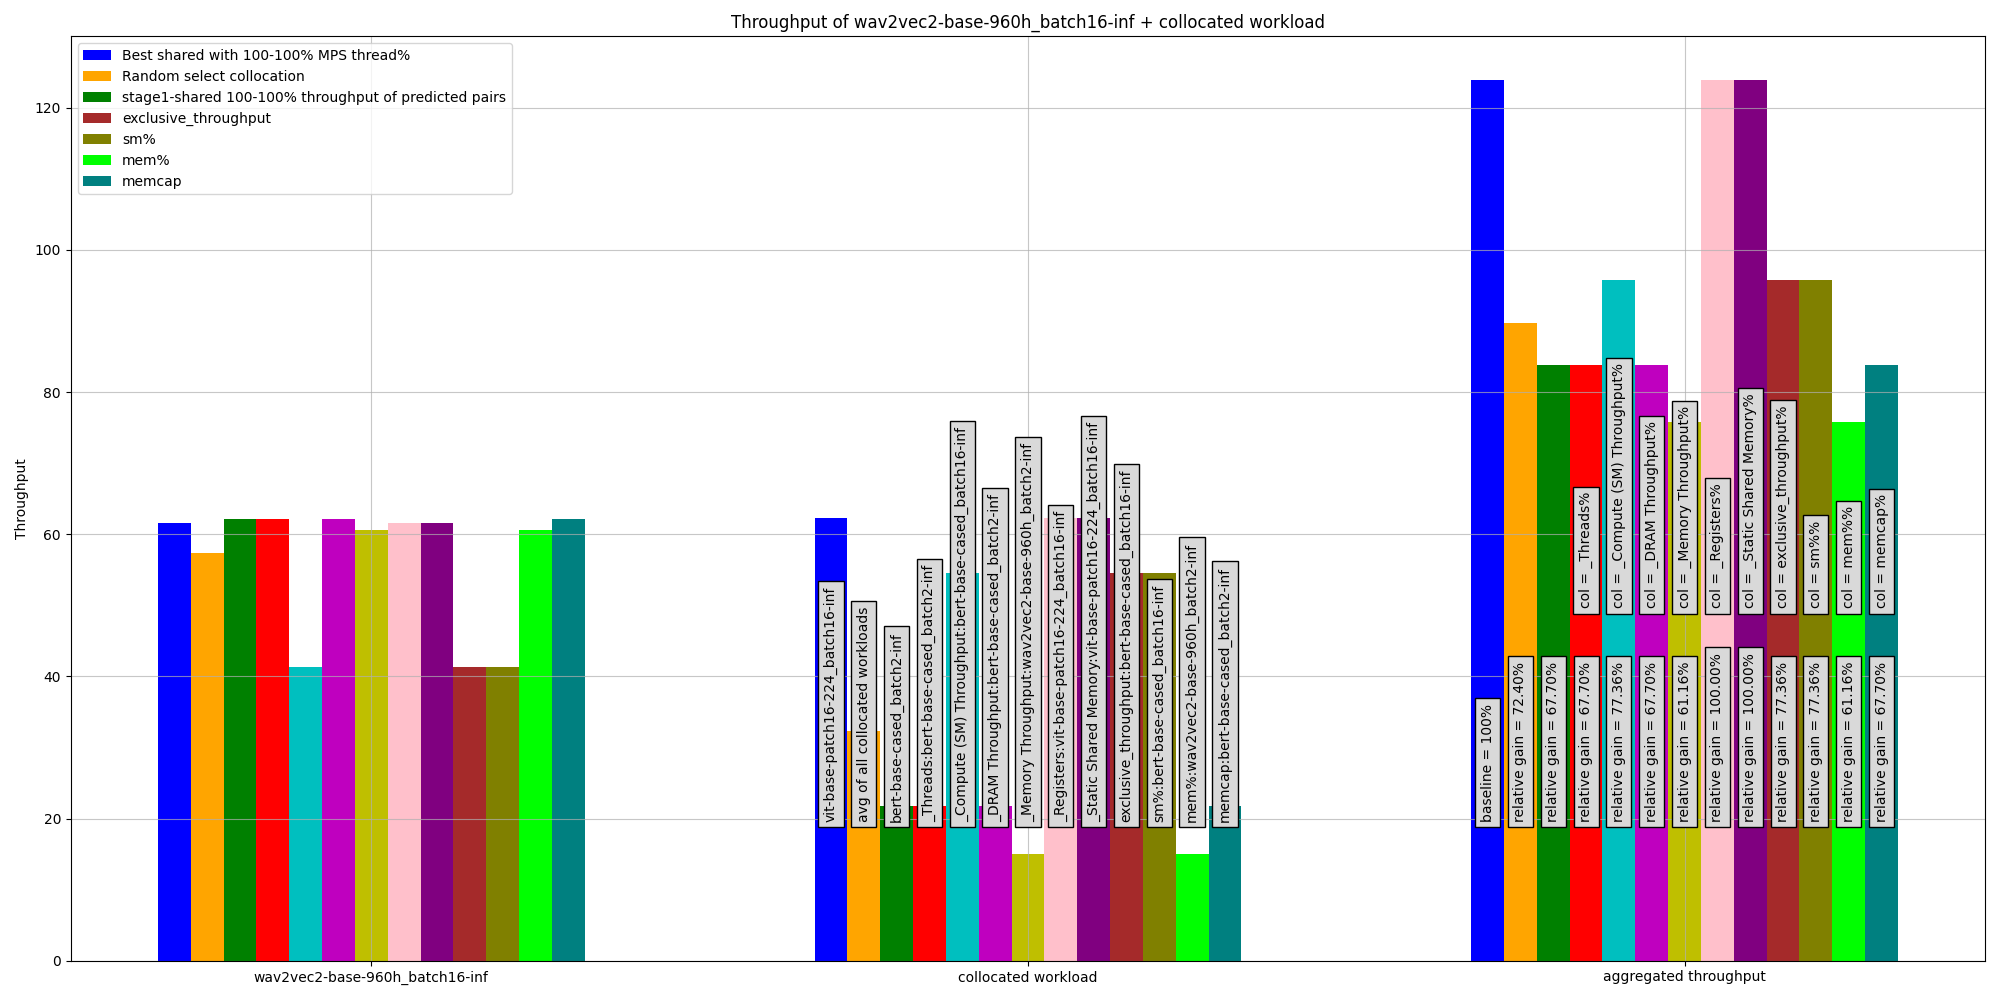 Throughput of wav2vec2-base-960h_batch16-inf + collocated workload
Best shared with 100-100% MPS thread%
Random select collocation
stage1-shared 100-100% throughput of predicted pairs
exclusive_throughput
sm%
mem%
memcap
Throughput
120
100
80
60
40
20
0
vit-base-patch16-224_batch16-inf
avg of all collocated workloads
bert-base-cased_batch2-inf
_Threads:bert-base-cased_batch2-inf
_Compute (SM) Throughput:bert-base-cased_batch16-inf
_DRAM Throughput:bert-base-cased_batch2-inf
_Memory Throughput:wav2vec2-base-960h_batch2-inf
_Registers:vit-base-patch16-224_batch16-inf
_Static Shared Memory:vit-base-patch16-224_batch16-inf
exclusive_throughput:bert-base-cased_batch16-inf
sm%:bert-base-cased_batch16-inf
mem%:wav2vec2-base-960h_batch2-inf
memcap:bert-base-cased_batch2-inf
col = _Threads%
col = _Compute (SM) Throughput%
col = _DRAM Throughput%
col = _Memory Throughput%
col = _Registers%
col = _Static Shared Memory%
col = exclusive_throughput%
col = sm%%
col = mem%%
col = memcap%
baseline = 100%
relative gain = 72.40%
relative gain = 67.70%
relative gain = 67.70%
relative gain = 77.36%
relative gain = 67.70%
relative gain = 61.16%
relative gain = 100.00%
relative gain = 100.00%
relative gain = 77.36%
relative gain = 77.36%
relative gain = 61.16%
relative gain = 67.70%
wav2vec2-base-960h_batch16-inf
collocated workload
aggregated throughput